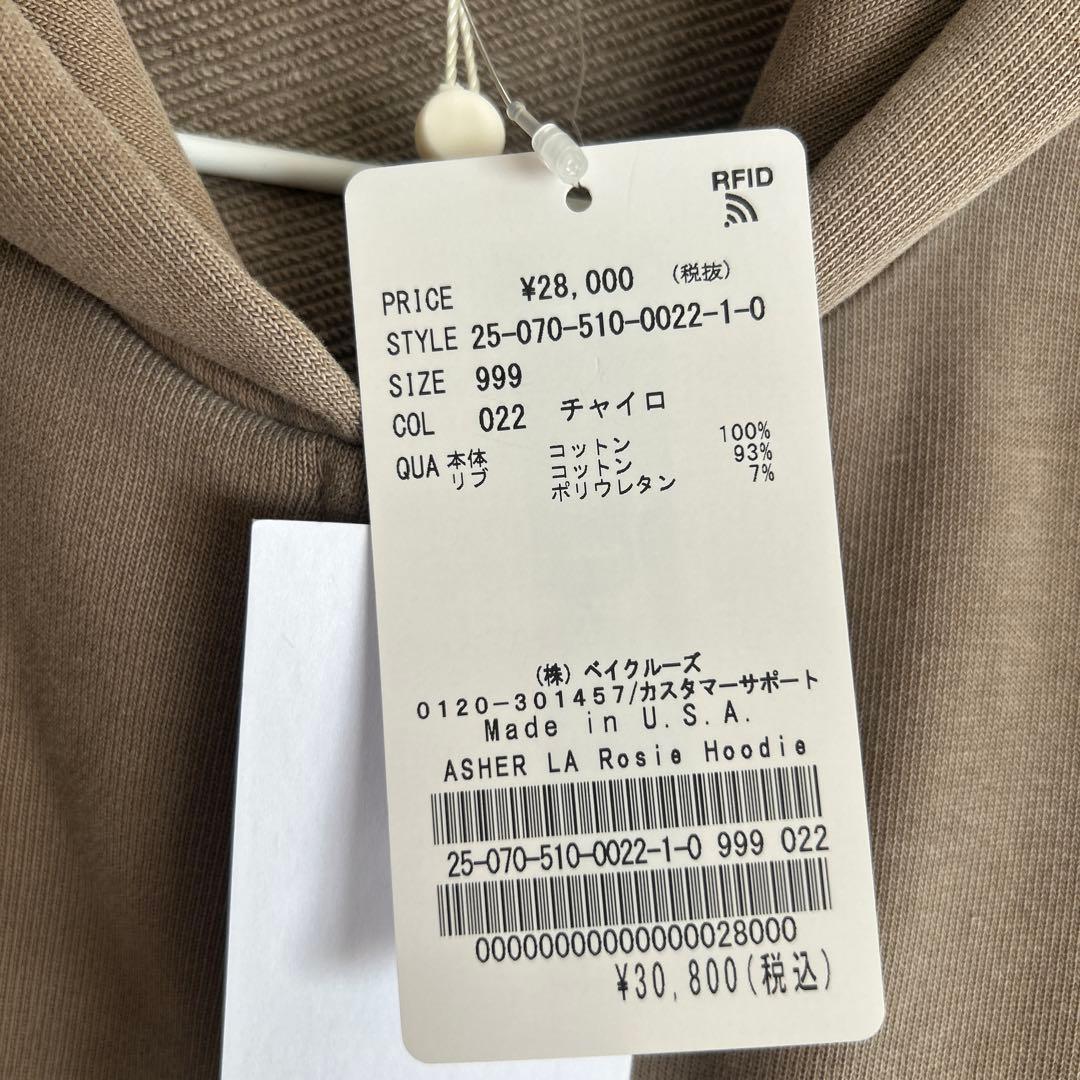 RFID
PRICE ¥28,000 (税抜)
STYLE 25-070-510-0022-1-0
SIZE 999
COL 022 チャイロ
QUA 本体 コットン 100%
リブ コットン 93%
ポリウレタン 7%
(株) ベイクルーズ
0120-301457/カスタマーサポート
Made in U.S.A.
ASHER LA Rosie Hoodie
25-070-510-0022-1-0 999 022
00000000000000028000
¥30,800(税込)